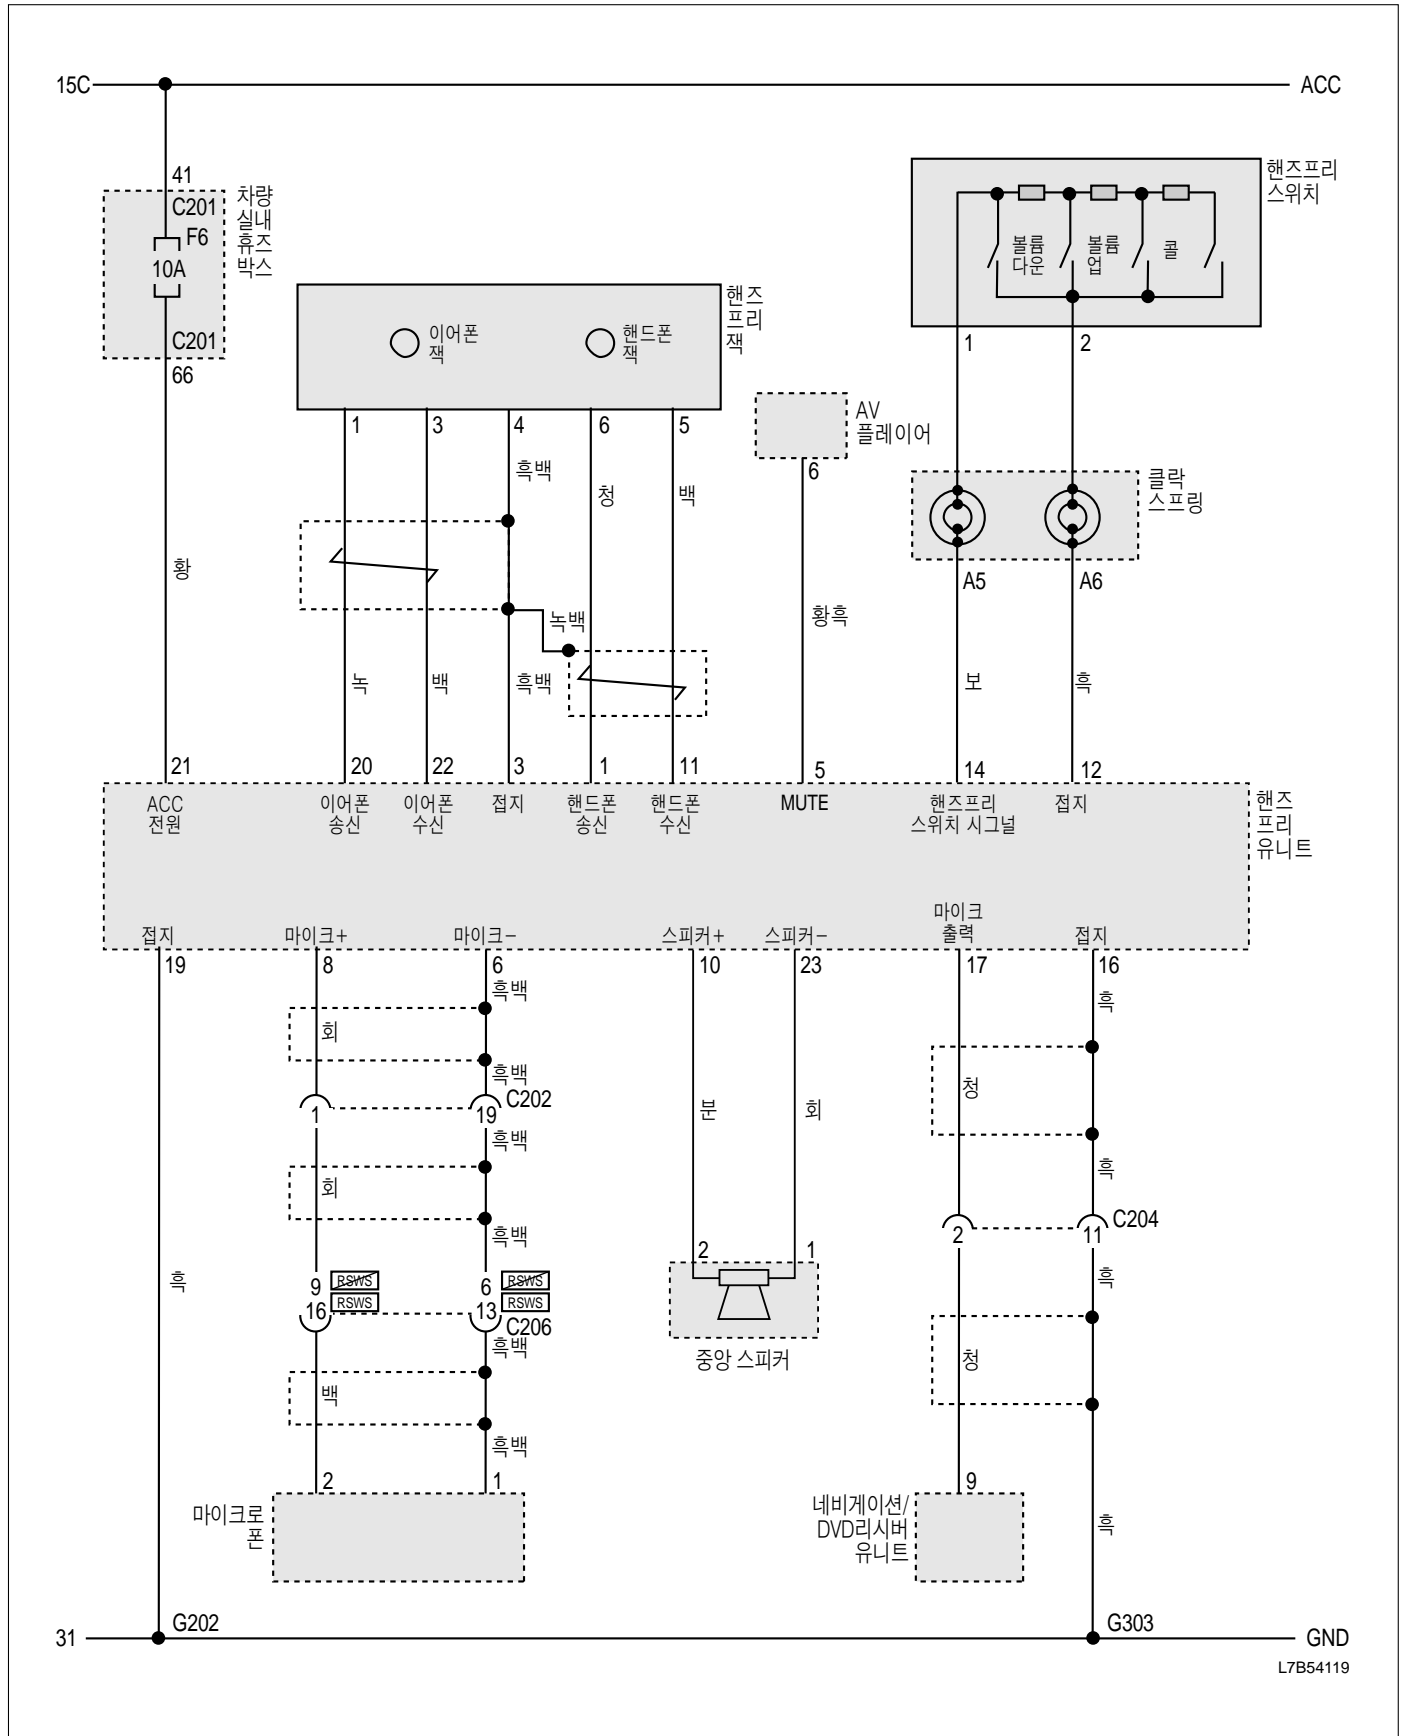 15C
ACC
41
C201
F6
10A
C201
66
차량
실내
휴즈
박스
황
핸즈프리
스위치
볼륨
다운
볼륨
업
콜
1
2
이어폰
잭
핸드폰
잭
핸즈
프리
잭
1
3
4
6
5
AV
플레이어
6
클락
스프링
A5
A6
흑백
청
백
녹백
황흑
녹
백
흑백
보
흑
21
20
22
3
1
11
5
14
12
ACC
전원
이어폰
송신
이어폰
수신
접지
핸드폰
송신
핸드폰
수신
MUTE
핸즈프리
스위치 시그널
접지
핸즈
프리
유니트
접지
마이크+
마이크-
스피커+
스피커-
마이크
출력
접지
19
8
6
10
23
17
16
흑백
흑
회
흑백
C202
1
19
흑백
청
분
회
회
흑
흑백
C204
2
11
흑
9
RSWS
16
RSWS
6
RSWS
13
RSWS
C206
흑백
흑
2
1
중앙 스피커
청
백
흑백
2
1
마이크로
폰
9
네비게이션/
DVD리시버
유니트
흑
31
G202
G303
GND
L7B54119